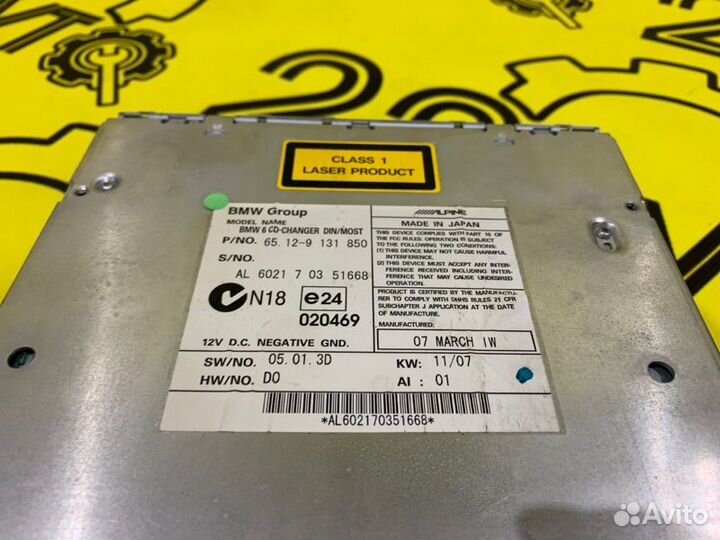 CLASS 1
LASER PRODUCT
BMW Group
MODEL NAME
BMW 6 CD-CHANGER DIN/MOST
P/NO. 65.12-9 131 850
S/NO.
AL 6021 7 03 51668
N18 e24
020469
12V D.C. NEGATIVE GND.
ALPINE
MADE IN JAPAN
THIS DEVICE COMPLIES WITH PART 15 OF
THE FCC RULES. OPERATION IS SUBJECT
TO THE FOLLOWING TWO CONDITIONS.
(1) THIS DEVICE MAY NOT CAUSE HARMFUL
INTERFERENCE.
(2) THIS DEVICE MUST ACCEPT ANY INTER-
FERENCE RECEIVED INCLUDING INTER-
FERENCE THAT MAY CAUSE UNDESIRED
OPERATION.
PRODUCT IS CERTIFIED BY THE MANUFACTU-
RER TO COMPLY WITH DHHS RULES 21 CFR
SUBCHAPTER J APPLICABLE AT THE DATE
OF MANUFACTURE.
MANUFACTURED:
07 MARCH IW
SW/NO. 05.01.3D KW: 11/07
HW/NO. D0 AI : 01
*AL602170351668*
Avito